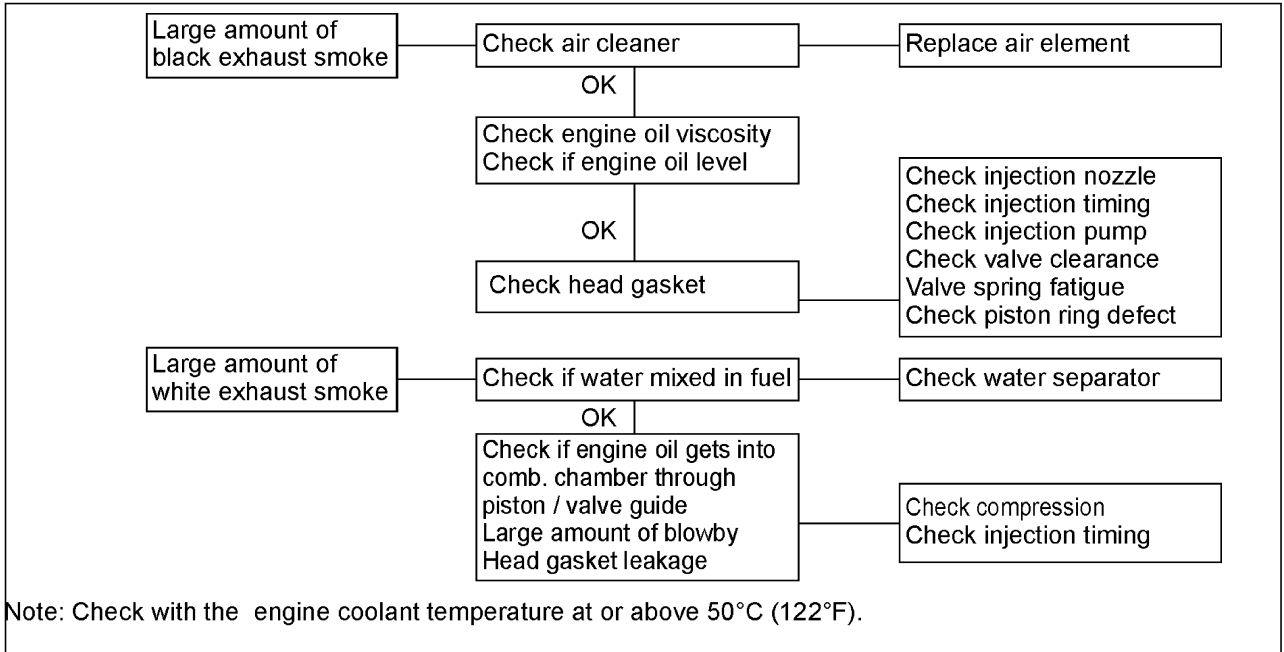 Large amount of
black exhaust smoke
Check air cleaner
Replace air element
OK
Check engine oil viscosity
Check if engine oil level
OK
Check head gasket
Check injection nozzle
Check injection timing
Check injection pump
Check valve clearance
Valve spring fatigue
Check piston ring defect
Large amount of
white exhaust smoke
Check if water mixed in fuel
Check water separator
OK
Check if engine oil gets into
comb. chamber through
piston / valve guide
Large amount of blowby
Head gasket leakage
Check compression
Check injection timing
Note: Check with the engine coolant temperature at or above 50°C (122°F).